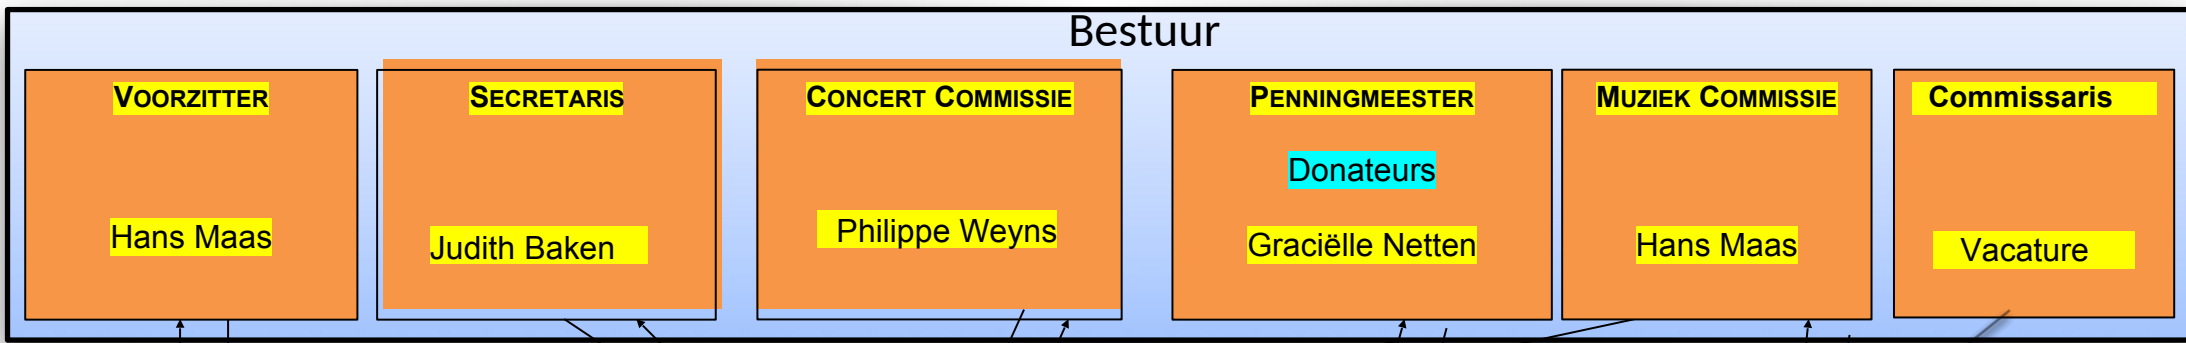 Bestuur
VOORZITTER
Hans Maas
SECRETARIS
Judith Baken
CONCERT COMMISSIE
Philippe Weyns
PENNINGMEESTER
Donateurs
Graciëlle Netten
MUZIEK COMMISSIE
Hans Maas
Commissaris
Vacature